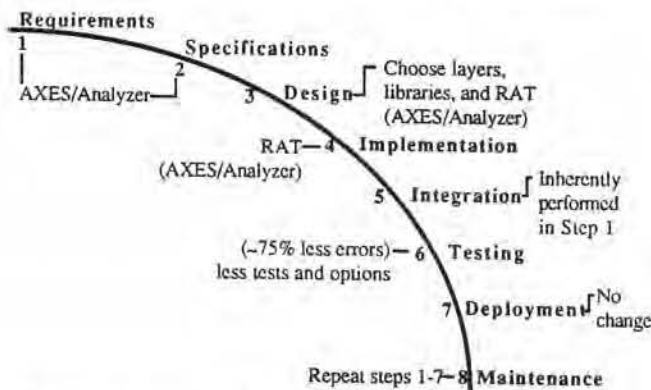 Requirements
1
Specifications
2
AXES/Analyzer
3
Design
Choose layers,
libraries, and RAT
(AXES/Analyzer)
RAT
4
Implementation
(AXES/Analyzer)
5
Integration
Inherently
performed
in Step 1
(~75% less errors)
less tests and options
6
Testing
7
Deployment
No
change
Repeat steps 1-7
8
Maintenance